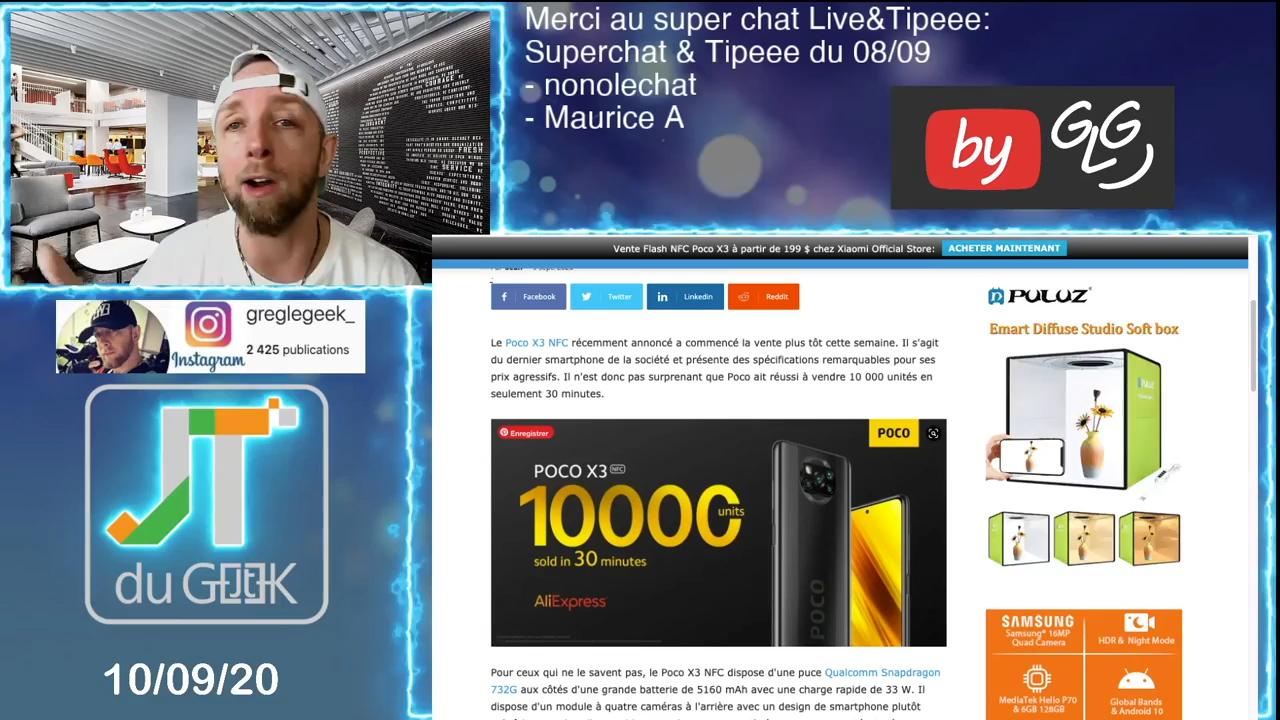 Merci au super chat Live&Tipeee:
Superchat & Tipeee du 08/09
- nonolechat
- Maurice A
by GLG
Vente Flash NFC Poco X3 à partir de 199 $ chez Xiaomi Official Store: ACHETER MAINTENANT
Facebook
Twitter
Linkedin
Reddit
Le Poco X3 NFC récemment annoncé a commencé la vente plus tôt cette semaine. Il s'agit
du dernier smartphone de la société et présente des spécifications remarquables pour ses
prix agressifs. Il n'est donc pas surprenant que Poco ait réussi à vendre 10 000 unités en
seulement 30 minutes.
Enregistrer
POCO
POCO X3 NFC
10000 units
sold in 30 minutes
AliExpress
POCO
Pour ceux qui ne le savent pas, le Poco X3 NFC dispose d'une puce Qualcomm Snapdragon
732G aux côtés d'une grande batterie de 5160 mAh avec une charge rapide de 33 W. Il
dispose d'un module à quatre caméras à l'arrière avec un design de smartphone plutôt
PULUZ
Emart Diffuse Studio Soft box
SAMSUNG
Samsung® 16MP
Quad Camera
HDR & Night Mode
MediaTek Helio P70
& 6GB 128GB
Global Bands
& Android 10
greglegeek_
Instagram
2 425 publications
JT
du GEEK
10/09/20
COURAGE
JUDGMENT
PERSPECTIVE
FRESH
SERVICE